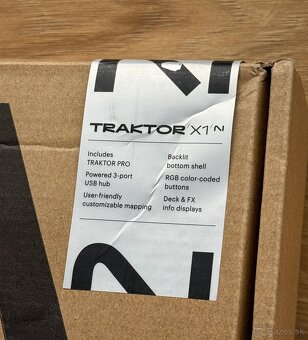 TRAKTOR X1
Includes
TRAKTOR PRO
Powered 3-port
USB hub
User-friendly
customizable mapping
Backlit
bottom shell
RGB color-coded
buttons
Deck & FX
info displays